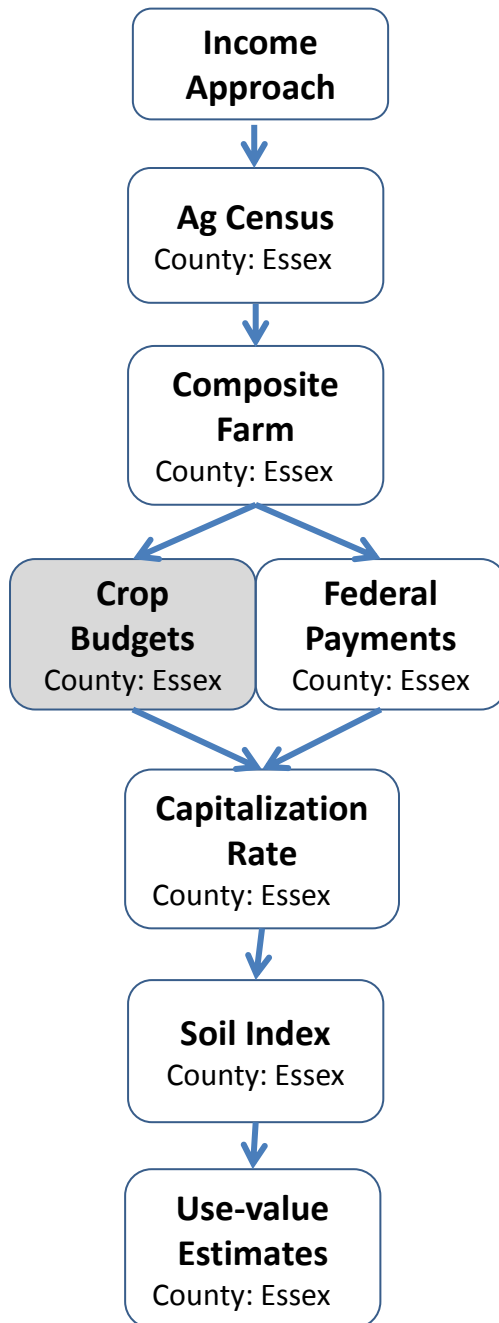 Income
Approach
Ag Census
County: Essex
Composite
Farm
County: Essex
Crop
Budgets
County: Essex
Federal
Payments
County: Essex
Capitalization
Rate
County: Essex
Soil Index
County: Essex
Use-value
Estimates
County: Essex